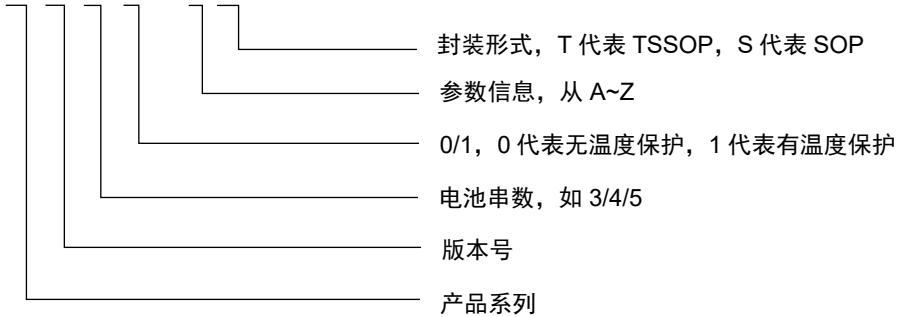 封装形式，T 代表 TSSOP，S 代表 SOP
参数信息，从 A~Z
0/1，0 代表无温度保护，1 代表有温度保护
电池串数，如 3/4/5
版本号
产品系列